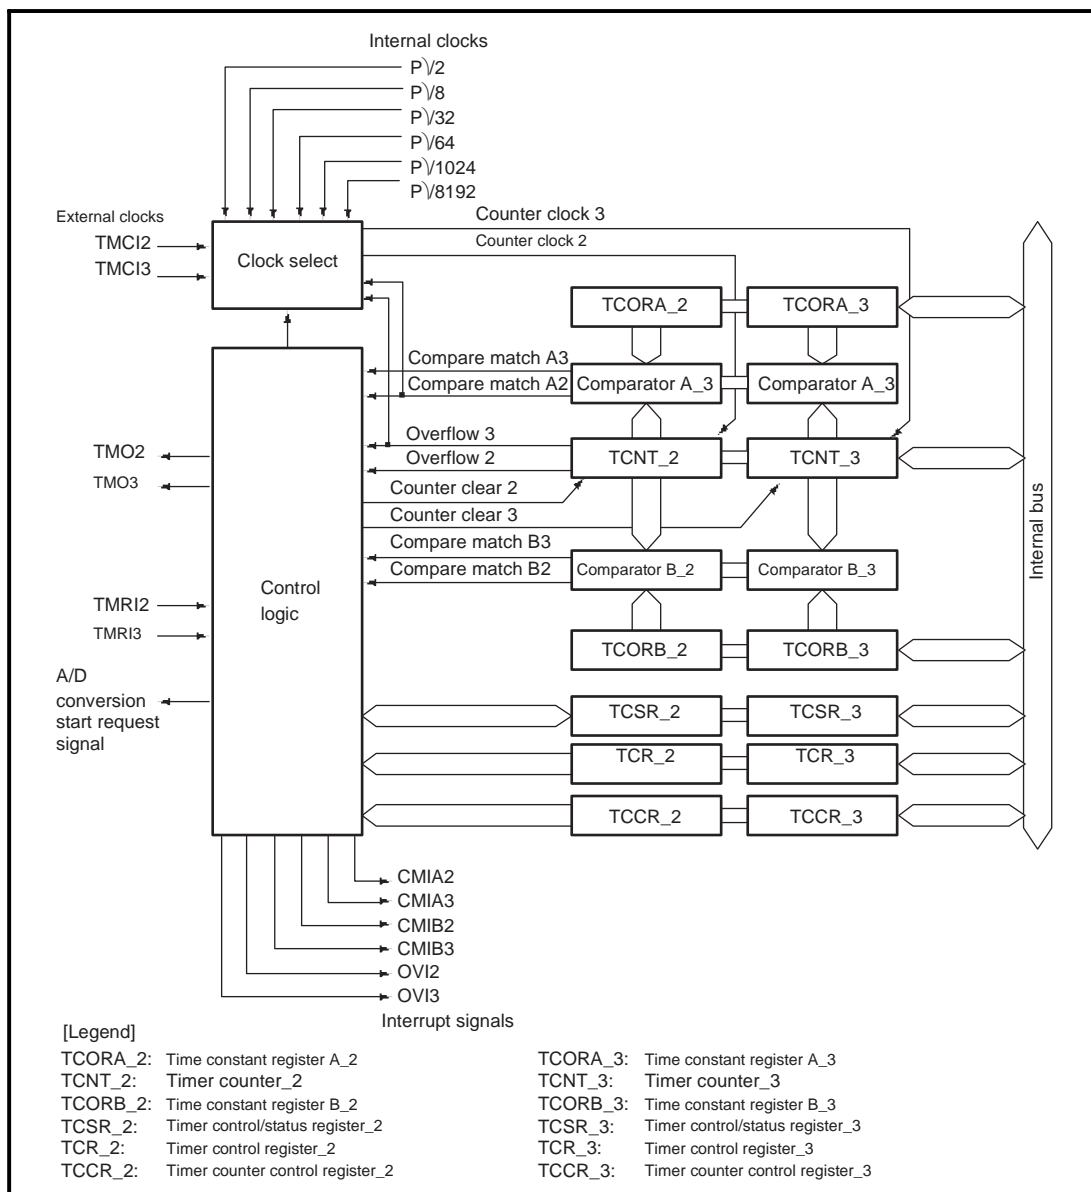 Internal clocks
P\/2
P\/8
P\/32
P\/64
P\/1024
P\/8192
External clocks
TMCI2
TMCI3
Clock select
Counter clock 3
Counter clock 2
TCORA_2
TCORA_3
Compare match A3
Compare match A2
Comparator A_3
Comparator A_3
TMO2
TMO3
Overflow 3
Overflow 2
TCNT_2
TCNT_3
Counter clear 2
Counter clear 3
Compare match B3
Compare match B2
Comparator B_2
Comparator B_3
Control
logic
TMRI2
TMRI3
TCORB_2
TCORB_3
A/D
conversion
start request
signal
TCSR_2
TCSR_3
TCR_2
TCR_3
TCCR_2
TCCR_3
Internal bus
CMIA2
CMIA3
CMIB2
CMIB3
OVI2
OVI3
Interrupt signals
[Legend]
TCORA_2: Time constant register A_2
TCNT_2: Timer counter_2
TCORB_2: Time constant register B_2
TCSR_2: Timer control/status register_2
TCR_2: Timer control register_2
TCCR_2: Timer counter control register_2
TCORA_3: Time constant register A_3
TCNT_3: Timer counter_3
TCORB_3: Time constant register B_3
TCSR_3: Timer control/status register_3
TCR_3: Timer control register_3
TCCR_3: Timer counter control register_3